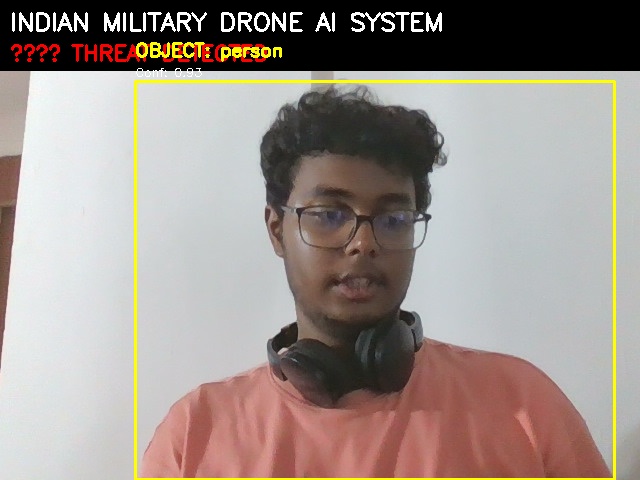 INDIAN MILITARY DRONE AI SYSTEM
???? THREAT DETECTED
OBJECT: person
Conf: 0.93